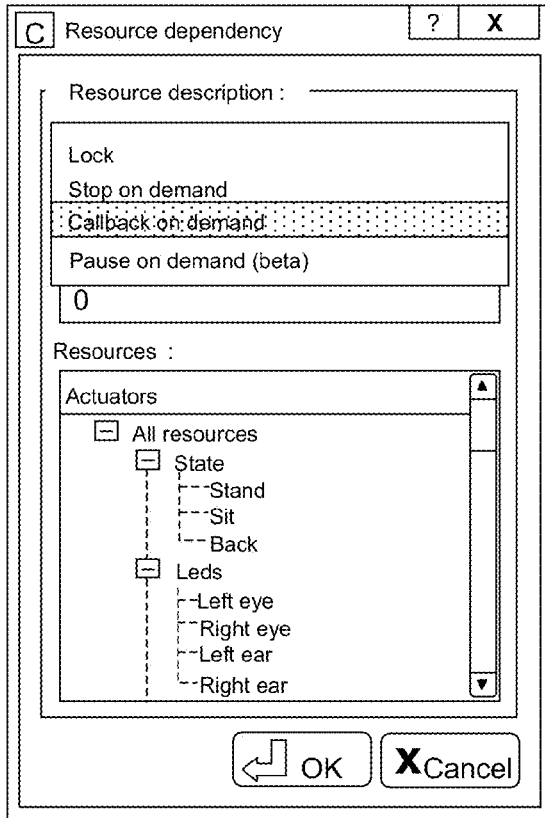 C Resource dependency ? X
Resource description :
Lock
Stop on demand
Callback on demand
Pause on demand (beta)
0
Resources :
Actuators
All resources
State
Stand
Sit
Back
Leds
Left eye
Right eye
Left ear
Right ear
OK X Cancel